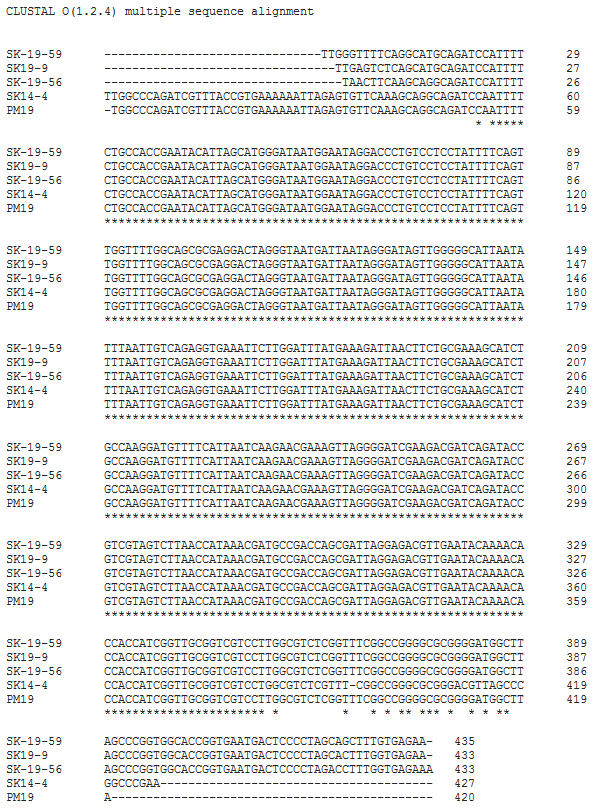 CLUSTAL O(1.2.4) multiple sequence alignment
SK-19-59 -------------------------------TTGGGTTTTCAGGCATGCAGATCCATTTT 29
SK19-9 ---------------------------------TTGAGTCTCAGCATGCAGATCCATTTT 27
SK-19-56 ----------------------------------TAACTTCAAGCAGGCAGATCCATTTT 26
SK14-4 TTGGCCCAGATCGTTTACCGTGAAAAAATTAGAGTGTTCAAAGCAGGCAGATCCAATTTT 60
PM19 -TGGCCCAGATCGTTTACCGTGAAAAAATTAGAGTGTTCAAAGCAGGCAGATCCAATTTT 59
* *****
SK-19-59 CTGCCACCGAATACATTAGCATGGGATAATGGAATAGGACCCTGTCCTCCTATTTTCAGT 89
SK19-9 CTGCCACCGAATACATTAGCATGGGATAATGGAATAGGACCCTGTCCTCCTATTTTCAGT 87
SK-19-56 CTGCCACCGAATACATTAGCATGGGATAATGGAATAGGACCCTGTCCTCCTATTTTCAGT 86
SK14-4 CTGCCACCGAATACATTAGCATGGGATAATGGAATAGGACCCTGTCCTCCTATTTTCAGT 120
PM19 CTGCCACCGAATACATTAGCATGGGATAATGGAATAGGACCCTGTCCTCCTATTTTCAGT 119
************************************************************
SK-19-59 TGGTTTTGGCAGCGCGAGGACTAGGGTAATGATTAATAGGGATAGTTGGGGGCATTAATA 149
SK19-9 TGGTTTTGGCAGCGCGAGGACTAGGGTAATGATTAATAGGGATAGTTGGGGGCATTAATA 147
SK-19-56 TGGTTTTGGCAGCGCGAGGACTAGGGTAATGATTAATAGGGATAGTTGGGGGCATTAATA 146
SK14-4 TGGTTTTGGCAGCGCGAGGACTAGGGTAATGATTAATAGGGATAGTTGGGGGCATTAATA 180
PM19 TGGTTTTGGCAGCGCGAGGACTAGGGTAATGATTAATAGGGATAGTTGGGGGCATTAATA 179
************************************************************
SK-19-59 TTTAATTGTCAGAGGTGAAATTCTTGGATTTATGAAAGATTAACTTCTGCGAAAGCATCT 209
SK19-9 TTTAATTGTCAGAGGTGAAATTCTTGGATTTATGAAAGATTAACTTCTGCGAAAGCATCT 207
SK-19-56 TTTAATTGTCAGAGGTGAAATTCTTGGATTTATGAAAGATTAACTTCTGCGAAAGCATCT 206
SK14-4 TTTAATTGTCAGAGGTGAAATTCTTGGATTTATGAAAGATTAACTTCTGCGAAAGCATCT 240
PM19 TTTAATTGTCAGAGGTGAAATTCTTGGATTTATGAAAGATTAACTTCTGCGAAAGCATCT 239
************************************************************
SK-19-59 GCCAAGGATGTTTTCATTAATCAAGAACGAAAGTTAGGGGATCGAAGACGATCAGATACC 269
SK19-9 GCCAAGGATGTTTTCATTAATCAAGAACGAAAGTTAGGGGATCGAAGACGATCAGATACC 267
SK-19-56 GCCAAGGATGTTTTCATTAATCAAGAACGAAAGTTAGGGGATCGAAGACGATCAGATACC 266
SK14-4 GCCAAGGATGTTTTCATTAATCAAGAACGAAAGTTAGGGGATCGAAGACGATCAGATACC 300
PM19 GCCAAGGATGTTTTCATTAATCAAGAACGAAAGTTAGGGGATCGAAGACGATCAGATACC 299
************************************************************
SK-19-59 GTCGTAGTCTTAACCATAAACGATGCCGACCAGCGATTAGGAGACGTTGAATACAAAACA 329
SK19-9 GTCGTAGTCTTAACCATAAACGATGCCGACCAGCGATTAGGAGACGTTGAATACAAAACA 327
SK-19-56 GTCGTAGTCTTAACCATAAACGATGCCGACCAGCGATTAGGAGACGTTGAATACAAAACA 326
SK14-4 GTCGTAGTCTTAACCATAAACGATGCCGACCAGCGATTAGGAGACGTTGAATACAAAACA 360
PM19 GTCGTAGTCTTAACCATAAACGATGCCGACCAGCGATTAGGAGACGTTGAATACAAAACA 359
************************************************************
SK-19-59 CCACCATCGGTTGCGGTCGTCCTTGGCGTCTCGGTTTCGGCCGGGGCGCGGGGATGGCTT 389
SK19-9 CCACCATCGGTTGCGGTCGTCCTTGGCGTCTCGGTTTCGGCCGGGGCGCGGGGATGGCTT 387
SK-19-56 CCACCATCGGTTGCGGTCGTCCTTGGCGTCTCGGTTTCGGCCGGGGCGCGGGGATGGCTT 386
SK14-4 CCACCATCGGTTGCGGTCGTCCTGGCGTCTCGTTT-CGGCCGGGCGCGGGACGTTAGCCC 419
PM19 CCACCATCGGTTGCGGTCGTCCTTGGCGTCTCGGTTTCGGCCGGGGCGCGGGGATGGCTT 419
*********************** *         *   * * ** *** *  * * **
SK-19-59 AGCCCGGTGGCACCGGTGAATGACTCCCCTAGCAGCTTTGTGAGAA- 435
SK19-9 AGCCCGGTGGCACCGGTGAATGACTCCCCTAGCACTTTGGTGAGAA- 433
SK-19-56 AGCCCGGTGGCACCGGTGAATGACTCCCCTAGACCTTTGGTGAGAAA 433
SK14-4 GGCCCGAA--------------------------------------- 427
PM19 A---------------------------------------------- 420